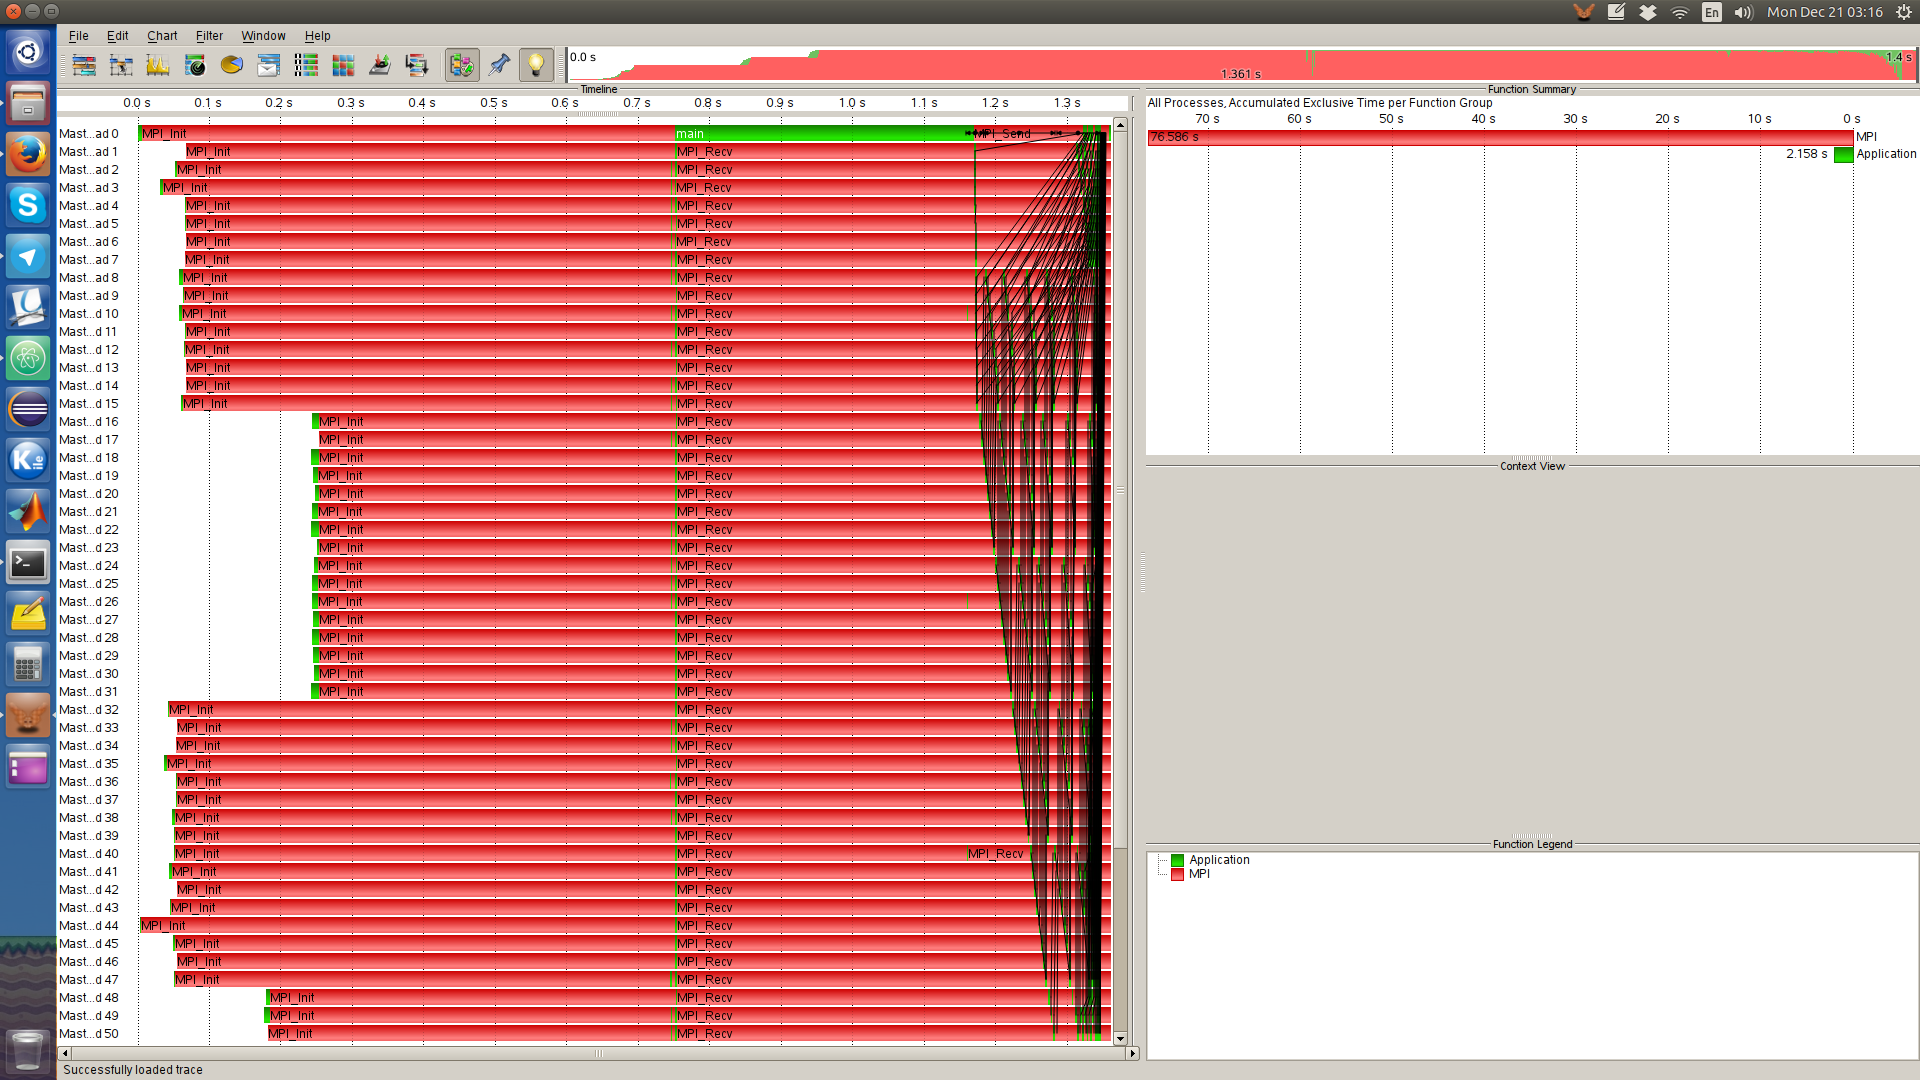 En Mon Dec 21 03:16
File Edit Chart Filter Window Help
0.0 s 1.4 s
1.361 s
Timeline
0.0 s 0.1 s 0.2 s 0.3 s 0.4 s 0.5 s 0.6 s 0.7 s 0.8 s 0.9 s 1.0 s 1.1 s 1.2 s 1.3 s
Mast...ad 0 MPI_Init main MPI_Send
Mast...ad 1 MPI_Init MPI_Recv
Mast...ad 2 MPI_Init MPI_Recv
Mast...ad 3 MPI_Init MPI_Recv
Mast...ad 4 MPI_Init MPI_Recv
Mast...ad 5 MPI_Init MPI_Recv
Mast...ad 6 MPI_Init MPI_Recv
Mast...ad 7 MPI_Init MPI_Recv
Mast...ad 8 MPI_Init MPI_Recv
Mast...ad 9 MPI_Init MPI_Recv
Mast...d 10 MPI_Init MPI_Recv
Mast...d 11 MPI_Init MPI_Recv
Mast...d 12 MPI_Init MPI_Recv
Mast...d 13 MPI_Init MPI_Recv
Mast...d 14 MPI_Init MPI_Recv
Mast...d 15 MPI_Init MPI_Recv
Mast...d 16 MPI_Init MPI_Recv
Mast...d 17 MPI_Init MPI_Recv
Mast...d 18 MPI_Init MPI_Recv
Mast...d 19 MPI_Init MPI_Recv
Mast...d 20 MPI_Init MPI_Recv
Mast...d 21 MPI_Init MPI_Recv
Mast...d 22 MPI_Init MPI_Recv
Mast...d 23 MPI_Init MPI_Recv
Mast...d 24 MPI_Init MPI_Recv
Mast...d 25 MPI_Init MPI_Recv
Mast...d 26 MPI_Init MPI_Recv
Mast...d 27 MPI_Init MPI_Recv
Mast...d 28 MPI_Init MPI_Recv
Mast...d 29 MPI_Init MPI_Recv
Mast...d 30 MPI_Init MPI_Recv
Mast...d 31 MPI_Init MPI_Recv
Mast...d 32 MPI_Init MPI_Recv
Mast...d 33 MPI_Init MPI_Recv
Mast...d 34 MPI_Init MPI_Recv
Mast...d 35 MPI_Init MPI_Recv
Mast...d 36 MPI_Init MPI_Recv
Mast...d 37 MPI_Init MPI_Recv
Mast...d 38 MPI_Init MPI_Recv
Mast...d 39 MPI_Init MPI_Recv
Mast...d 40 MPI_Init MPI_Recv MPI_Recv
Mast...d 41 MPI_Init MPI_Recv
Mast...d 42 MPI_Init MPI_Recv
Mast...d 43 MPI_Init MPI_Recv
Mast...d 44 MPI_Init MPI_Recv
Mast...d 45 MPI_Init MPI_Recv
Mast...d 46 MPI_Init MPI_Recv
Mast...d 47 MPI_Init MPI_Recv
Mast...d 48 MPI_Init MPI_Recv
Mast...d 49 MPI_Init MPI_Recv
Mast...d 50 MPI_Init MPI_Recv
Function Summary
All Processes, Accumulated Exclusive Time per Function Group
70 s 60 s 50 s 40 s 30 s 20 s 10 s 0 s
76.586 s MPI
2.158 s Application
Context View
Function Legend
Application
MPI
Successfully loaded trace